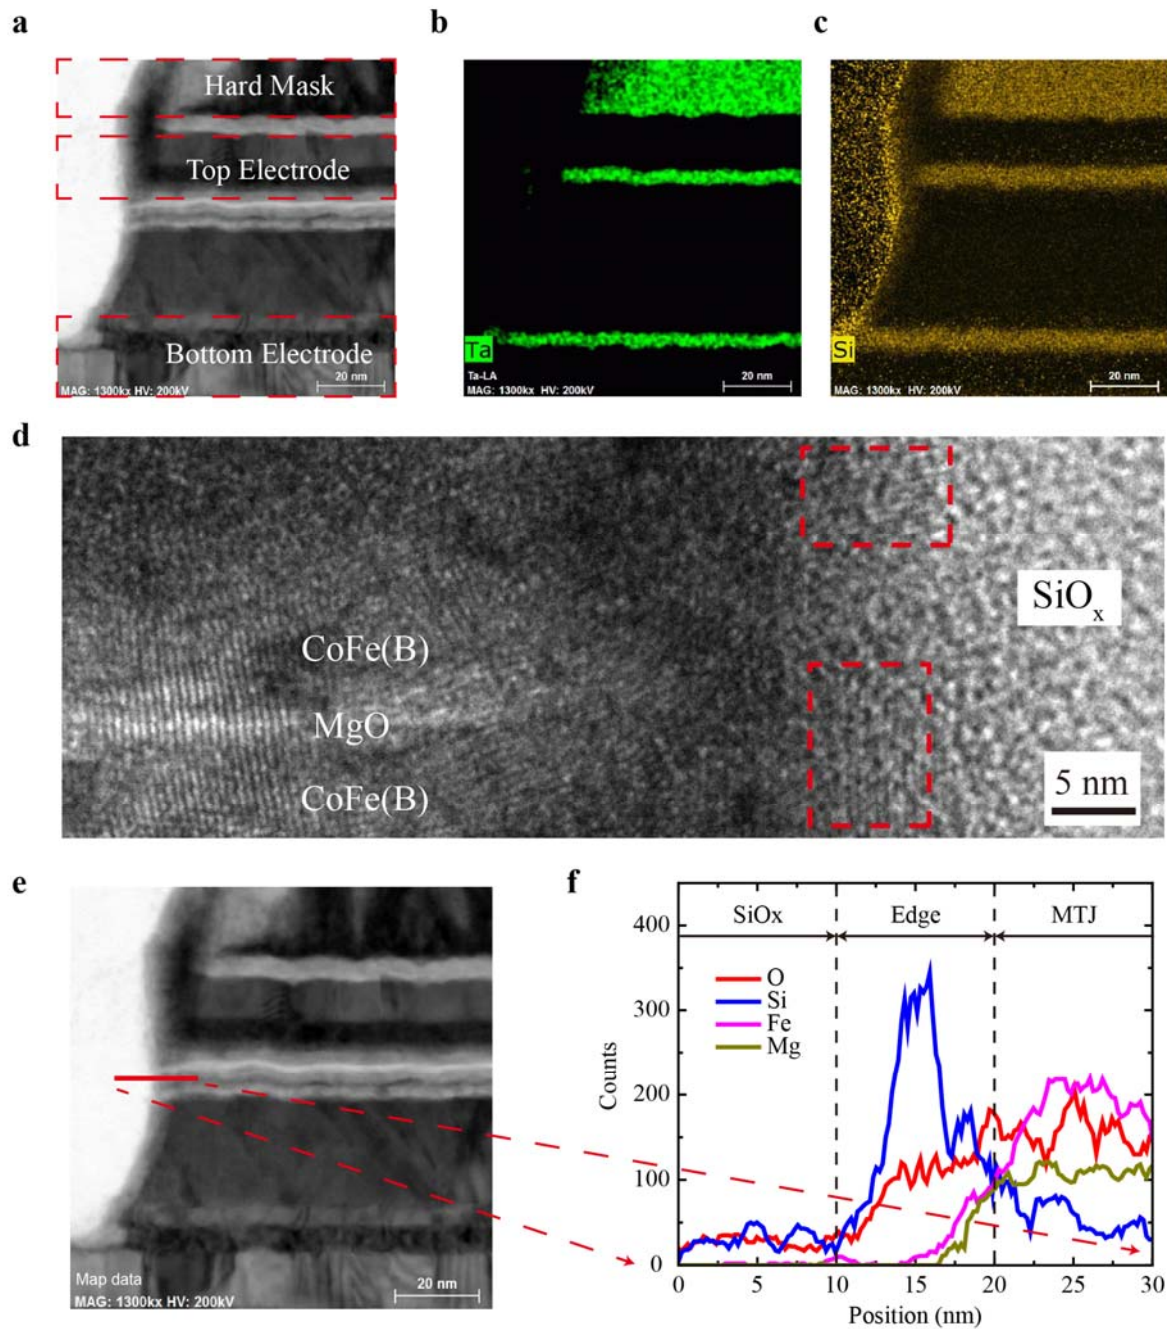 a
Hard Mask
Top Electrode
Bottom Electrode
20 nm
MAG: 1300kx HV: 200kV
b
Ta
Ta-LA
20 nm
MAG: 1300kx HV: 200kV
c
Si
20 nm
MAG: 1300kx HV: 200kV
d
CoFe(B)
MgO
CoFe(B)
SiOx
5 nm
e
Map data
20 nm
MAG: 1300kx HV: 200kV
f
SiOx Edge MTJ
O
Si
Fe
Mg
Counts
400
300
200
100
0
0 5 10 15 20 25 30
Position (nm)